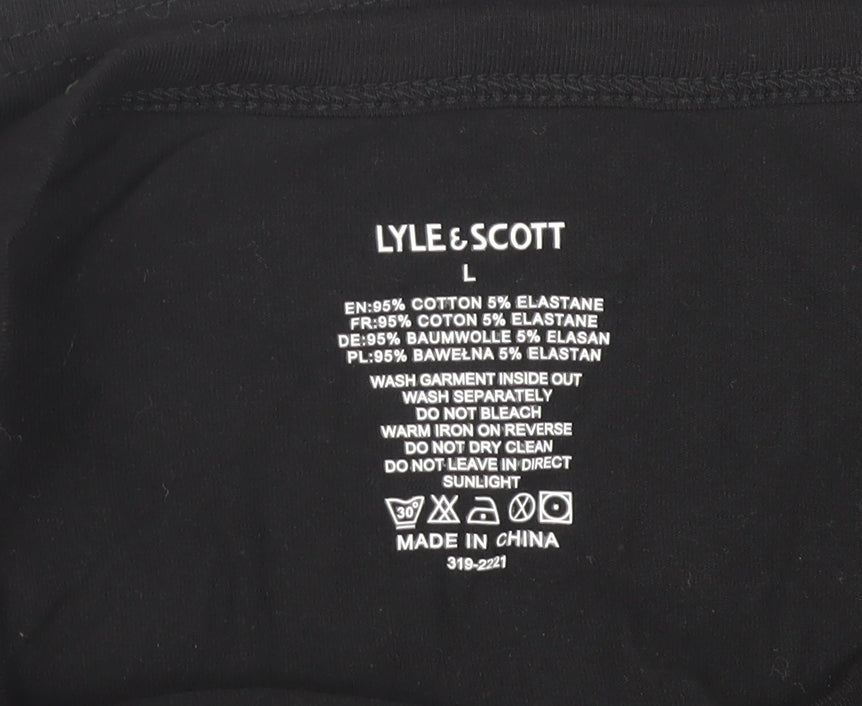 LYLE & SCOTT
L
EN:95% COTTON 5% ELASTANE
FR:95% COTON 5% ELASTANE
DE:95% BAUMWOLLE 5% ELASAN
PL:95% BAWEŁNA 5% ELASTAN
WASH GARMENT INSIDE OUT
WASH SEPARATELY
DO NOT BLEACH
WARM IRON ON REVERSE
DO NOT DRY CLEAN
DO NOT LEAVE IN DIRECT
SUNLIGHT
30°
MADE IN CHINA
319-2221